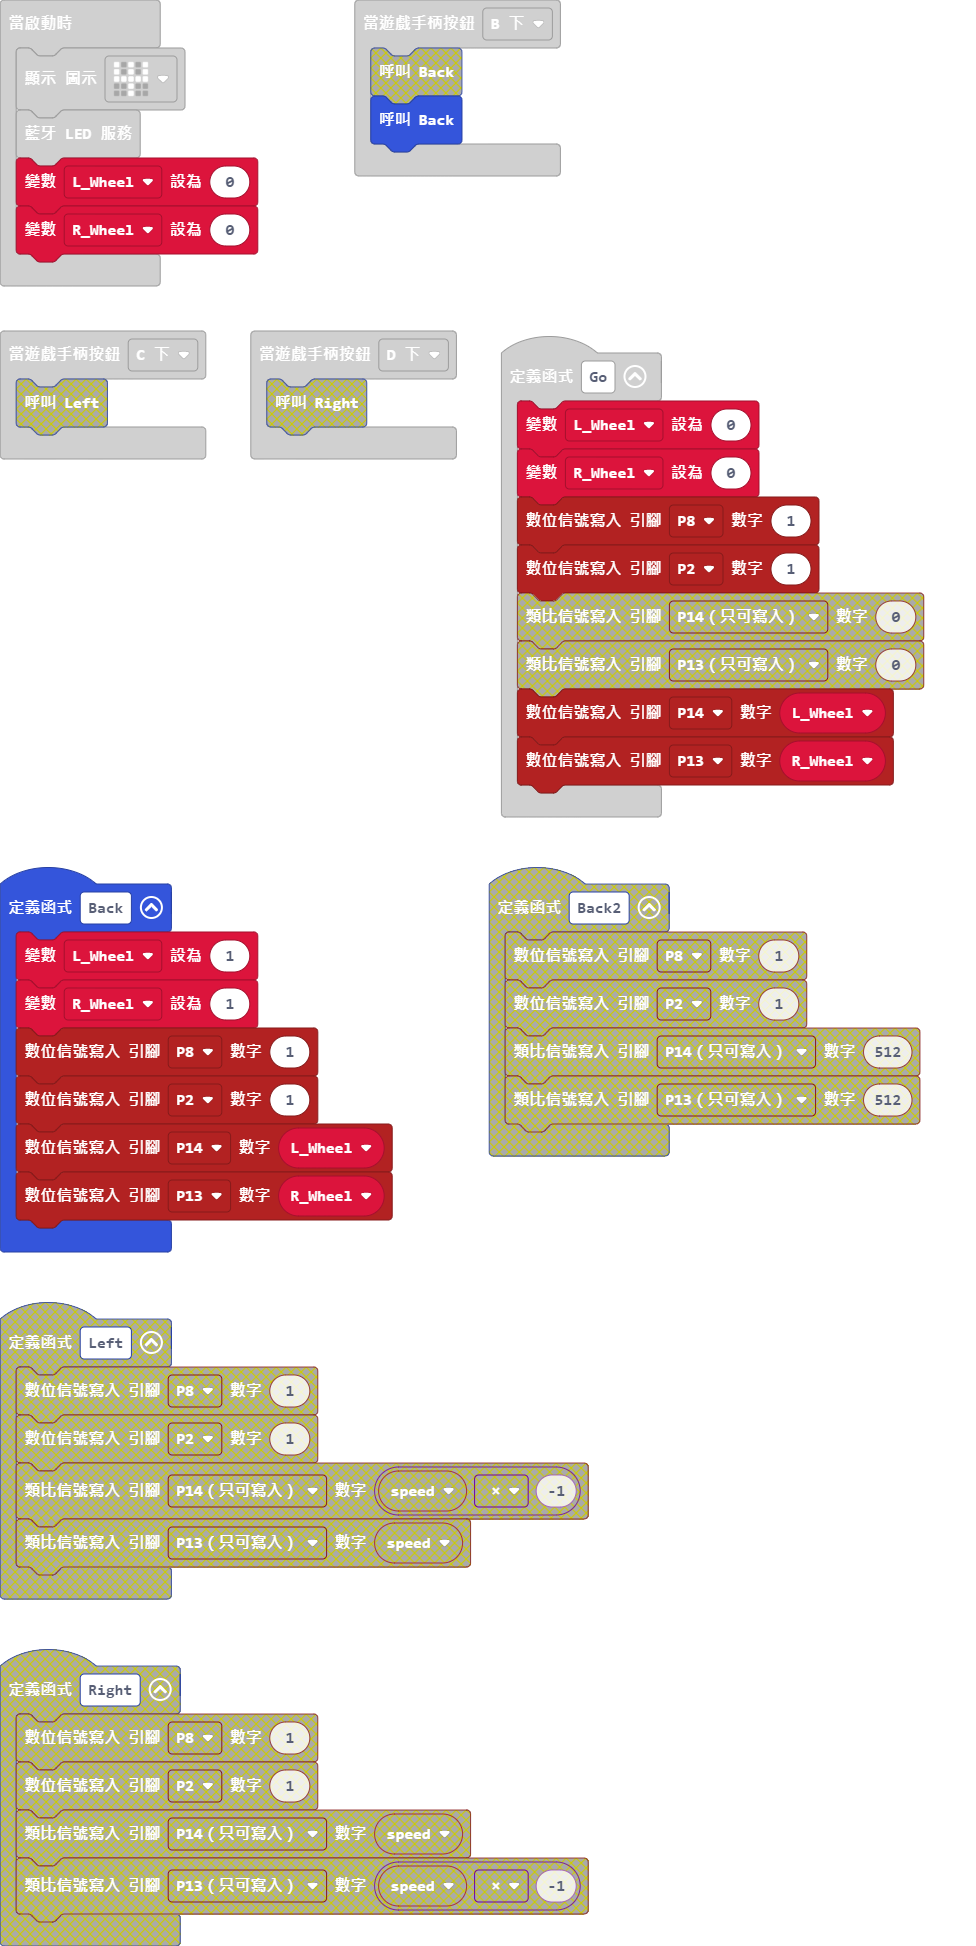 當啟動時
顯示 圖示
藍牙 LED 服務
變數 L_Wheel 設為 0
變數 R_Wheel 設為 0
當遊戲手柄按鈕 B 下
呼叫 Back
呼叫 Back
當遊戲手柄按鈕 C 下
呼叫 Left
當遊戲手柄按鈕 D 下
呼叫 Right
定義函式 Go
變數 L_Wheel 設為 0
變數 R_Wheel 設為 0
數位信號寫入 引腳 P8 數字 1
數位信號寫入 引腳 P2 數字 1
類比信號寫入 引腳 P14（只可寫入） 數字 0
類比信號寫入 引腳 P13（只可寫入） 數字 0
數位信號寫入 引腳 P14 數字 L_Wheel
數位信號寫入 引腳 P13 數字 R_Wheel
定義函式 Back
變數 L_Wheel 設為 1
變數 R_Wheel 設為 1
數位信號寫入 引腳 P8 數字 1
數位信號寫入 引腳 P2 數字 1
數位信號寫入 引腳 P14 數字 L_Wheel
數位信號寫入 引腳 P13 數字 R_Wheel
定義函式 Back2
數位信號寫入 引腳 P8 數字 1
數位信號寫入 引腳 P2 數字 1
類比信號寫入 引腳 P14（只可寫入） 數字 512
類比信號寫入 引腳 P13（只可寫入） 數字 512
定義函式 Left
數位信號寫入 引腳 P8 數字 1
數位信號寫入 引腳 P2 數字 1
類比信號寫入 引腳 P14（只可寫入） 數字 speed × -1
類比信號寫入 引腳 P13（只可寫入） 數字 speed
定義函式 Right
數位信號寫入 引腳 P8 數字 1
數位信號寫入 引腳 P2 數字 1
類比信號寫入 引腳 P14（只可寫入） 數字 speed
類比信號寫入 引腳 P13（只可寫入） 數字 speed × -1